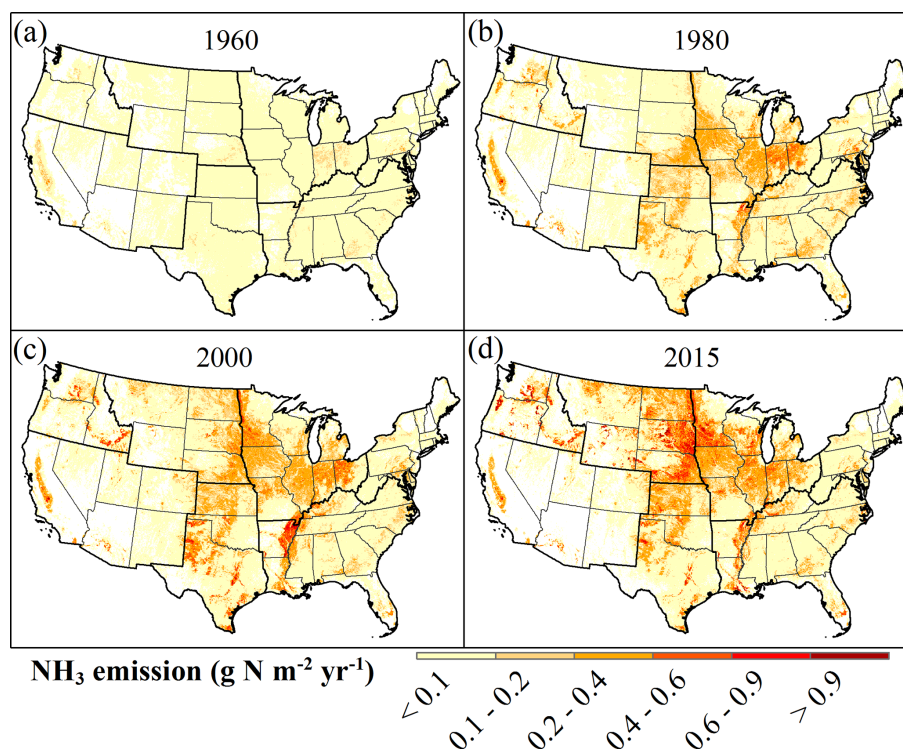 (a)
1960
(b)
1980
(c)
2000
(d)
2015
NH₃ emission (g N m⁻² yr⁻¹)
< 0.1
0.1 - 0.2
0.2 - 0.4
0.4 - 0.6
0.6 - 0.9
> 0.9